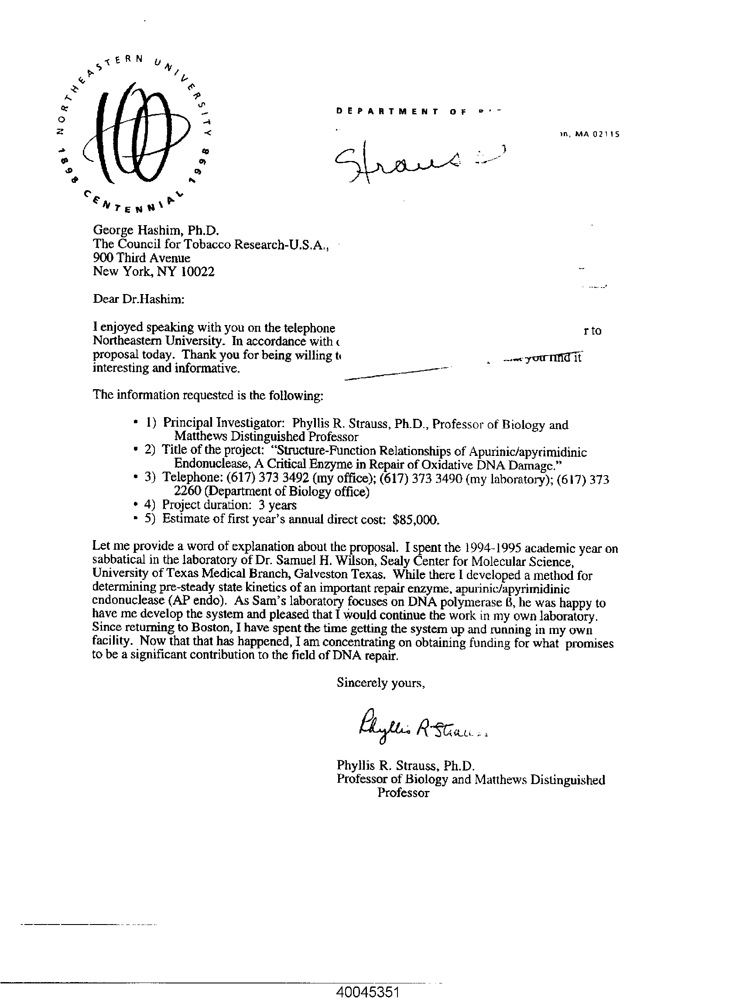 NORTHEASTERN UNIVERSITY
1898 CENTENNIAL 1998
DEPARTMENT OF
MA 02115
Strauss
George Hashim, Ph.D.
The Council for Tobacco Research-U.S.A.,
900 Third Avenue
New York, NY 10022
Dear Dr.Hashim:
I enjoyed speaking with you on the telephone to
Northeastern University. In accordance with
proposal today. Thank you for being willing you find it
interesting and informative.
The information requested is the following:
• 1) Principal Investigator: Phyllis R. Strauss, Ph.D., Professor of Biology and
Matthews Distinguished Professor
• 2) Title of the project: “Structure-Function Relationships of Apurinic/apyrimidinic
Endonuclease, A Critical Enzyme in Repair of Oxidative DNA Damage.”
• 3) Telephone: (617) 373 3492 (my office); (617) 373 3490 (my laboratory); (617) 373
2260 (Department of Biology office)
• 4) Project duration: 3 years
• 5) Estimate of first year’s annual direct cost: $85,000.
Let me provide a word of explanation about the proposal. I spent the 1994-1995 academic year on
sabbatical in the laboratory of Dr. Samuel H. Wilson, Sealy Center for Molecular Science,
University of Texas Medical Branch, Galveston Texas. While there I developed a method for
determining pre-steady state kinetics of an important repair enzyme, apurinic/apyrimidinic
endonuclease (AP endo). As Sam’s laboratory focuses on DNA polymerase ß, he was happy to
have me develop the system and pleased that I would continue the work in my own laboratory.
Since returning to Boston, I have spent the time getting the system up and running in my own
facility. Now that that has happened, I am concentrating on obtaining funding for what promises
to be a significant contribution to the field of DNA repair.
Sincerely yours,
Phyllis R Strauss
Phyllis R. Strauss, Ph.D.
Professor of Biology and Matthews Distinguished
Professor
40045351